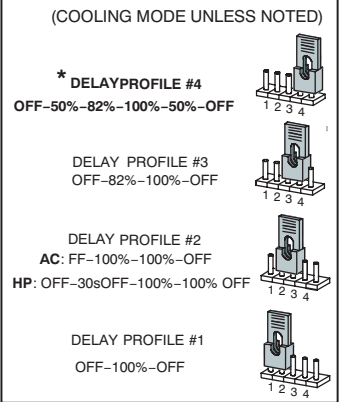 (COOLING MODE UNLESS NOTED)
* DELAYPROFILE #4
OFF–50%–82%–100%–50%–OFF
1 2 3 4
DELAY PROFILE #3
OFF–82%–100%–OFF
1 2 3 4
DELAY PROFILE #2
AC: FF–100%–100%–OFF
HP: OFF–30sOFF–100%–100% OFF
1 2 3 4
DELAY PROFILE #1
OFF–100%–OFF
1 2 3 4